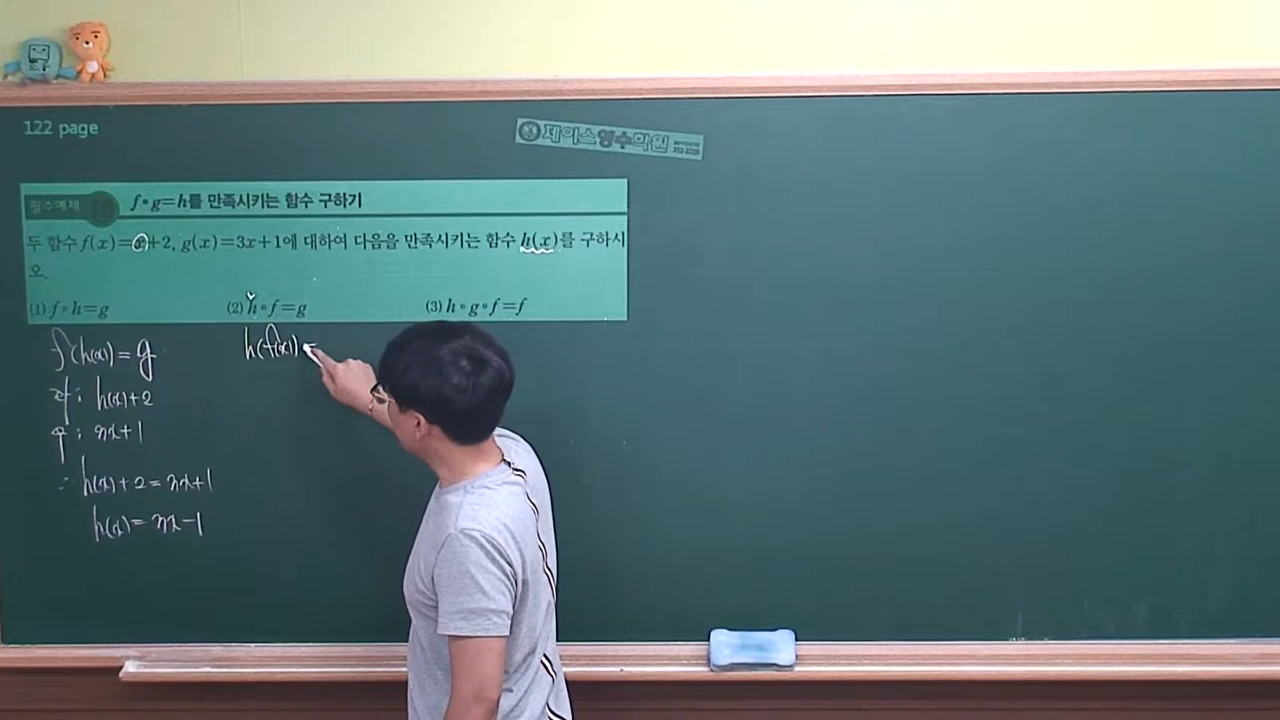 122 page
제이스영수학원
필수예제
f∘g=h를 만족시키는 함수 구하기
두 함수 f(x)=x+2, g(x)=3x+1에 대하여 다음을 만족시키는 함수 h(x)를 구하시
오.
(1) f∘h=g (2) h∘f=g (3) h∘g∘f=f
f(h(x))=g
좌: h(x)+2
우: 3x+1
∴ h(x)+2=3x+1
h(x)=3x-1
h(f(x))=